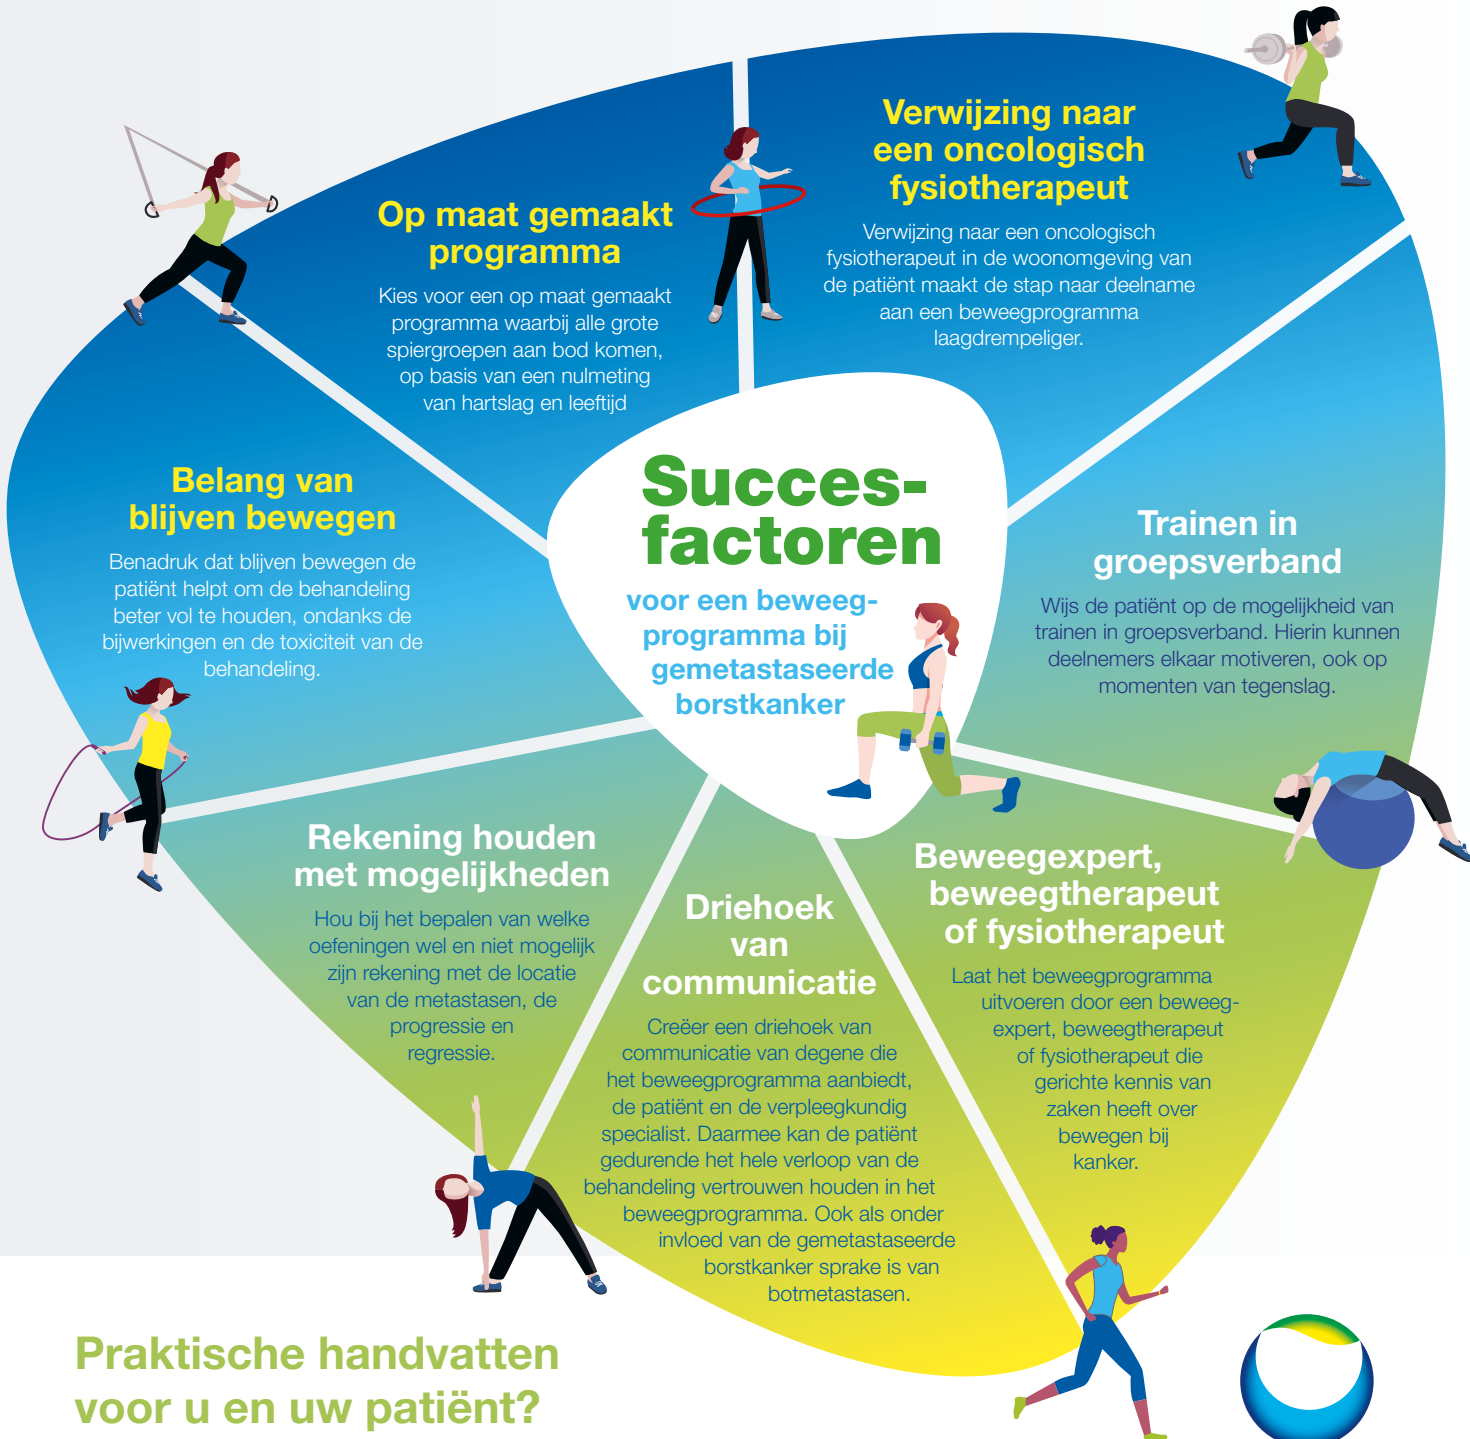 Verwijzing naar
een oncologisch
fysiotherapeut
Verwijzing naar een oncologisch
fysiotherapeut in de woonomgeving van
de patiënt maakt de stap naar deelname
aan een beweegprogramma
laagdrempeliger.
Op maat gemaakt
programma
Kies voor een op maat gemaakt
programma waarbij alle grote
spiergroepen aan bod komen,
op basis van een nulmeting
van hartslag en leeftijd
Succes-
factoren
voor een beweeg-
programma bij
gemetastaseerde
borstkanker
Belang van
blijven bewegen
Benadruk dat blijven bewegen de
patiënt helpt om de behandeling
beter vol te houden, ondanks de
bijwerkingen en de toxiciteit van de
behandeling.
Trainen in
groepsverband
Wijs de patiënt op de mogelijkheid van
trainen in groepsverband. Hierin kunnen
deelnemers elkaar motiveren, ook op
momenten van tegenslag.
Rekening houden
met mogelijkheden
Hou bij het bepalen van welke
oefeningen wel en niet mogelijk
zijn rekening met de locatie
van de metastasen, de
progressie en
regressie.
Driehoek
van
communicatie
Creëer een driehoek van
communicatie van degene die
het beweegprogramma aanbiedt,
de patiënt en de verpleegkundig
specialist. Daarmee kan de patiënt
gedurende het hele verloop van de
behandeling vertrouwen houden in het
beweegprogramma. Ook als onder
invloed van de gemetastaseerde
borstkanker sprake is van
botmetastasen.
Beweegexpert,
beweegtherapeut
of fysiotherapeut
Laat het beweegprogramma
uitvoeren door een beweeg-
expert, beweegtherapeut
of fysiotherapeut die
gerichte kennis van
zaken heeft over
bewegen bij
kanker.
Praktische handvatten
voor u en uw patiënt?